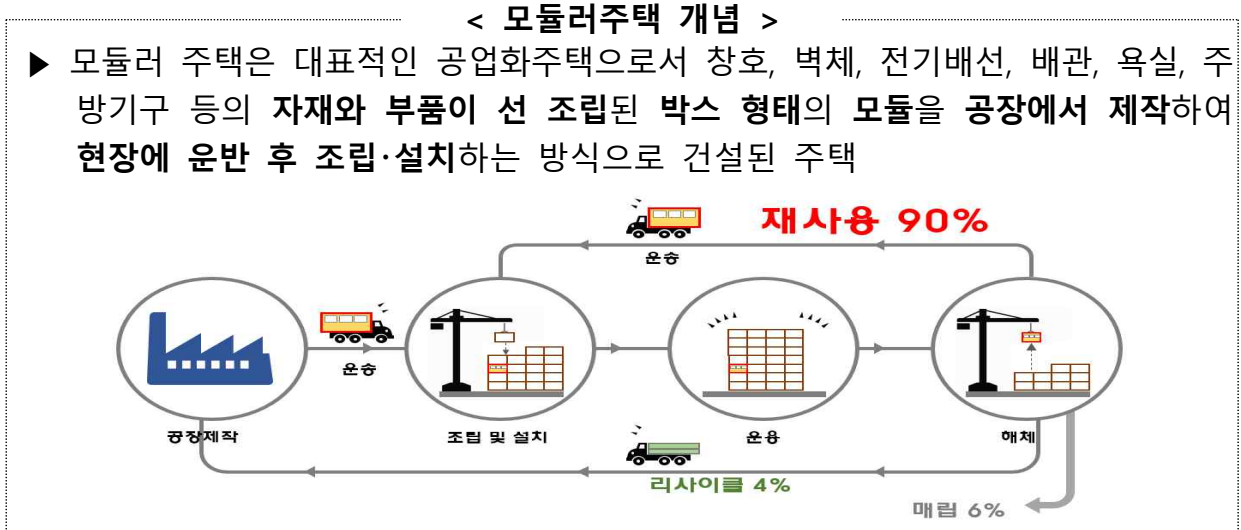 < 모듈러주택 개념 >
▶ 모듈러 주택은 대표적인 공업화주택으로서 창호, 벽체, 전기배선, 배관, 욕실, 주
방기구 등의 자재와 부품이 선 조립된 박스 형태의 모듈을 공장에서 제작하여
현장에 운반 후 조립·설치하는 방식으로 건설된 주택
재사용 90%
운송
운송
공장제작
조립 및 설치
운용
해체
리사이클 4%
매립 6%